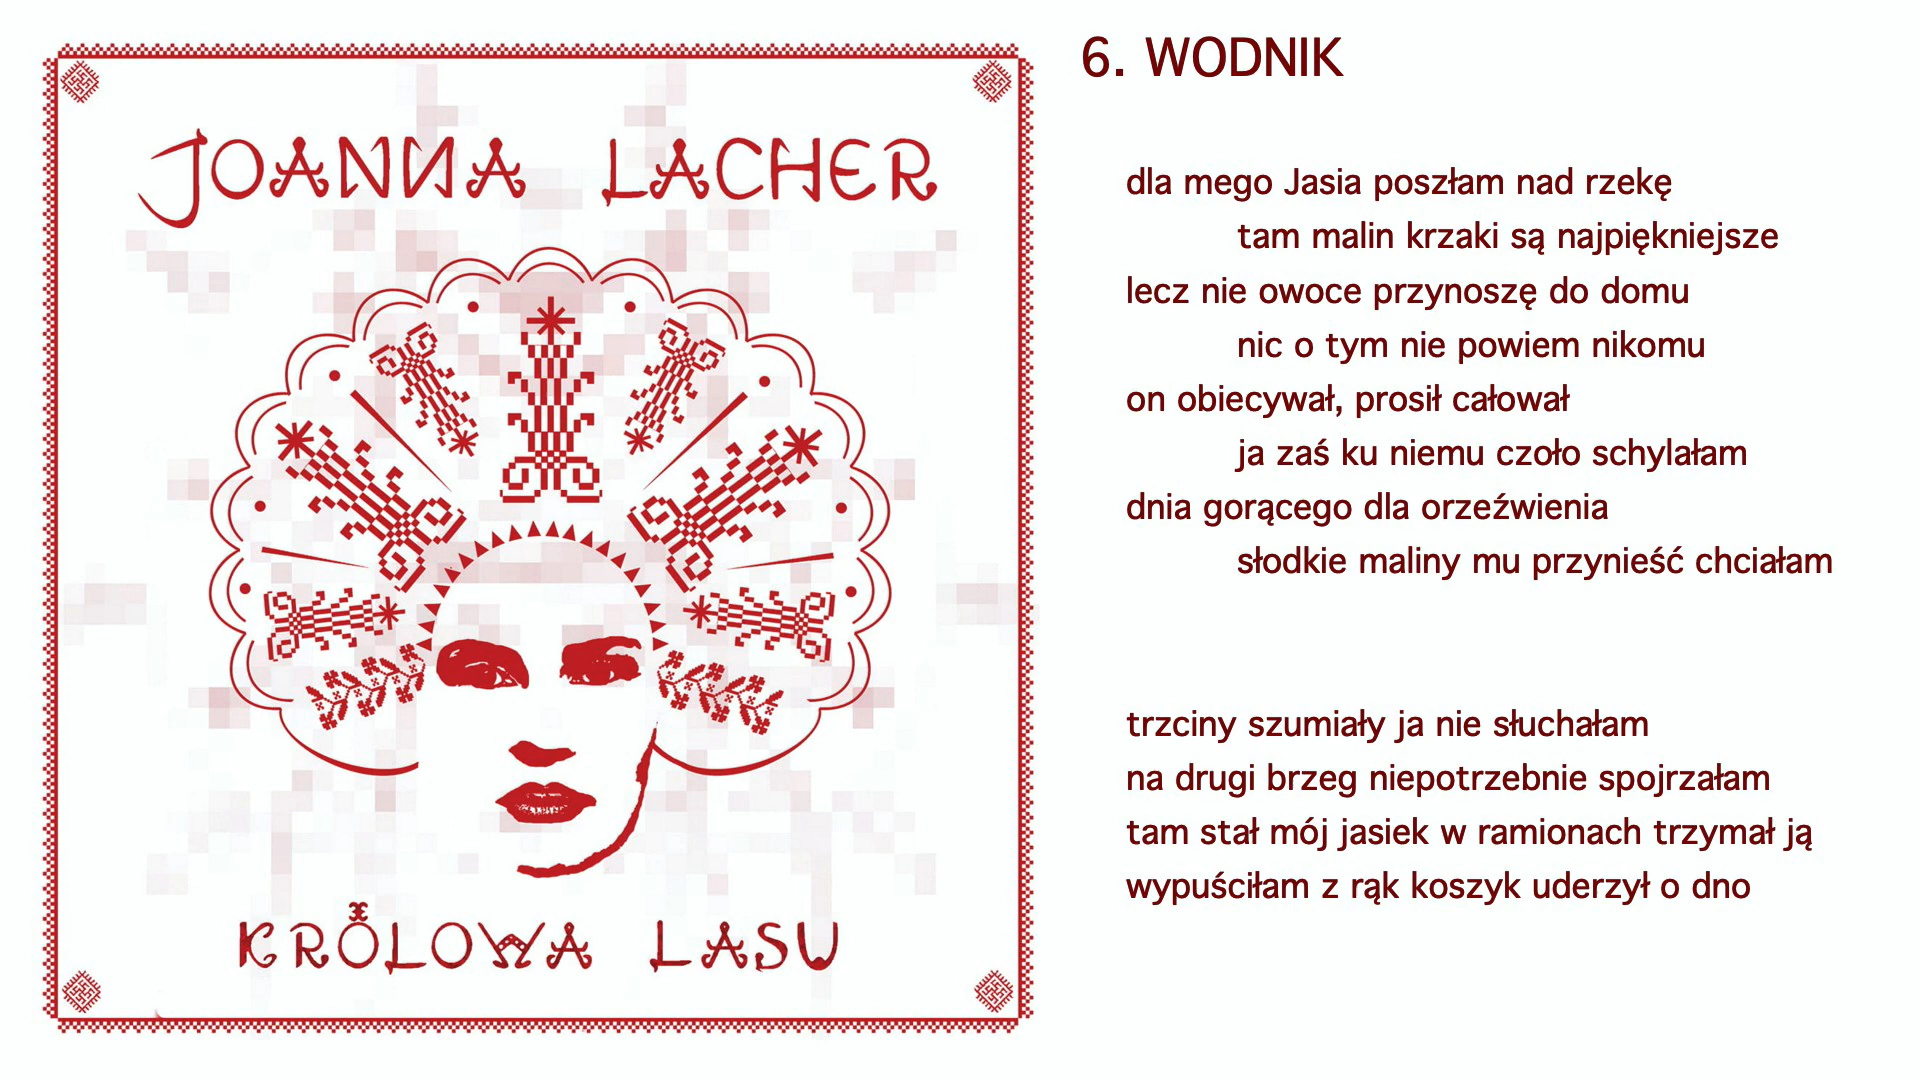 JOANNA LACHER
KRÓLOWA LASU
6. WODNIK
dla mego Jasia poszłam nad rzekę
tam malin krzaki są najpiękniejsze
lecz nie owoce przynoszę do domu
nic o tym nie powiem nikomu
on obiecywał, prosił całował
ja zaś ku niemu czoło schylałam
dnia gorącego dla orzeźwienia
słodkie maliny mu przynieść chciałam
trzciny szumiały ja nie słuchałam
na drugi brzeg niepotrzebnie spojrzałam
tam stał mój jasiek w ramionach trzymał ją
wypuściłam z rąk koszyk uderzył o dno